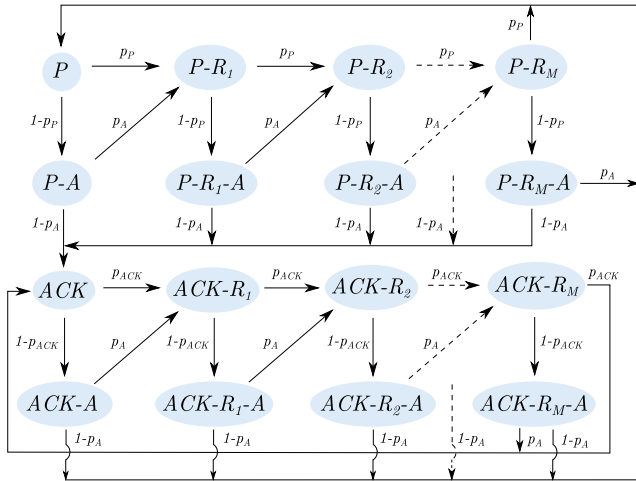 p_P
P p_P P-R_1 p_P P-R_2 p_P P-R_M
1-p_P p_A 1-p_P p_A 1-p_P p_A 1-p_P
P-A P-R_1-A P-R_2-A P-R_M-A p_A
1-p_A 1-p_A 1-p_A 1-p_A 1-p_A
ACK p_ACK ACK-R_1 p_ACK ACK-R_2 p_ACK ACK-R_M p_ACK
1-p_ACK p_A 1-p_ACK p_A 1-p_ACK p_A 1-p_ACK
ACK-A ACK-R_1-A ACK-R_2-A ACK-R_M-A
1-p_A 1-p_A 1-p_A 1-p_A p_A 1-p_A